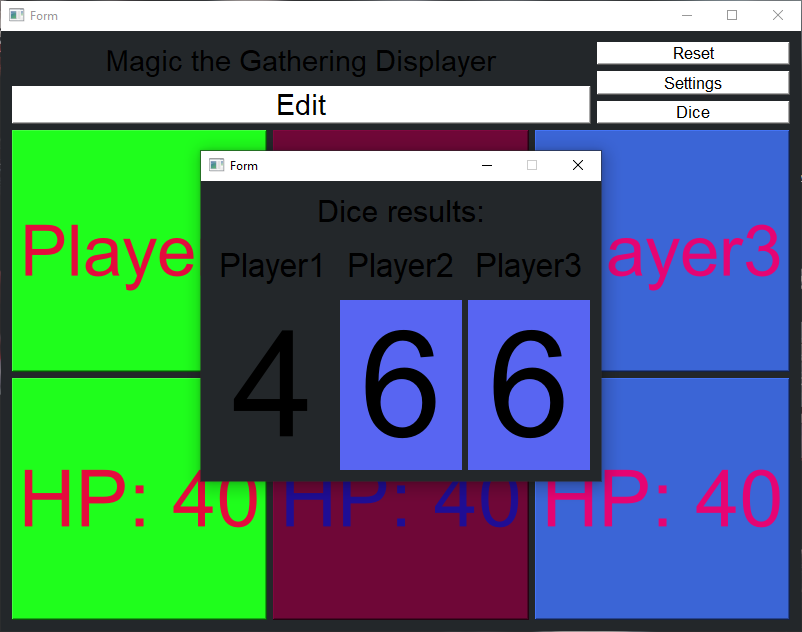 Form
Magic the Gathering Displayer
Reset
Edit
Settings
Dice
Form
Dice results:
Playe
ayer3
Player1 Player2 Player3
4 6 6
HP: 40 HP: 40 HP: 40